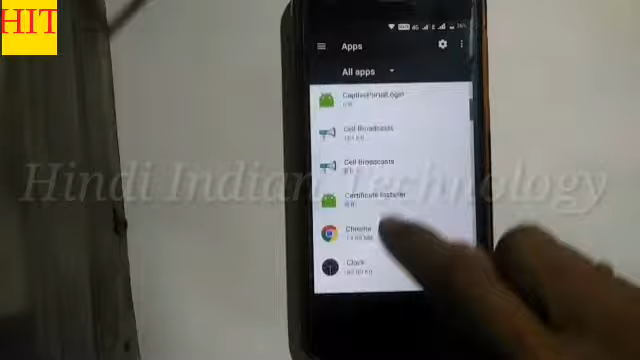 HIT
Apps
All apps
CaptivePortalLogin
Cell Broadcasts
Cell Broadcasts
Hindi Indian Technology
Certificate Installer
Chrome
Clock